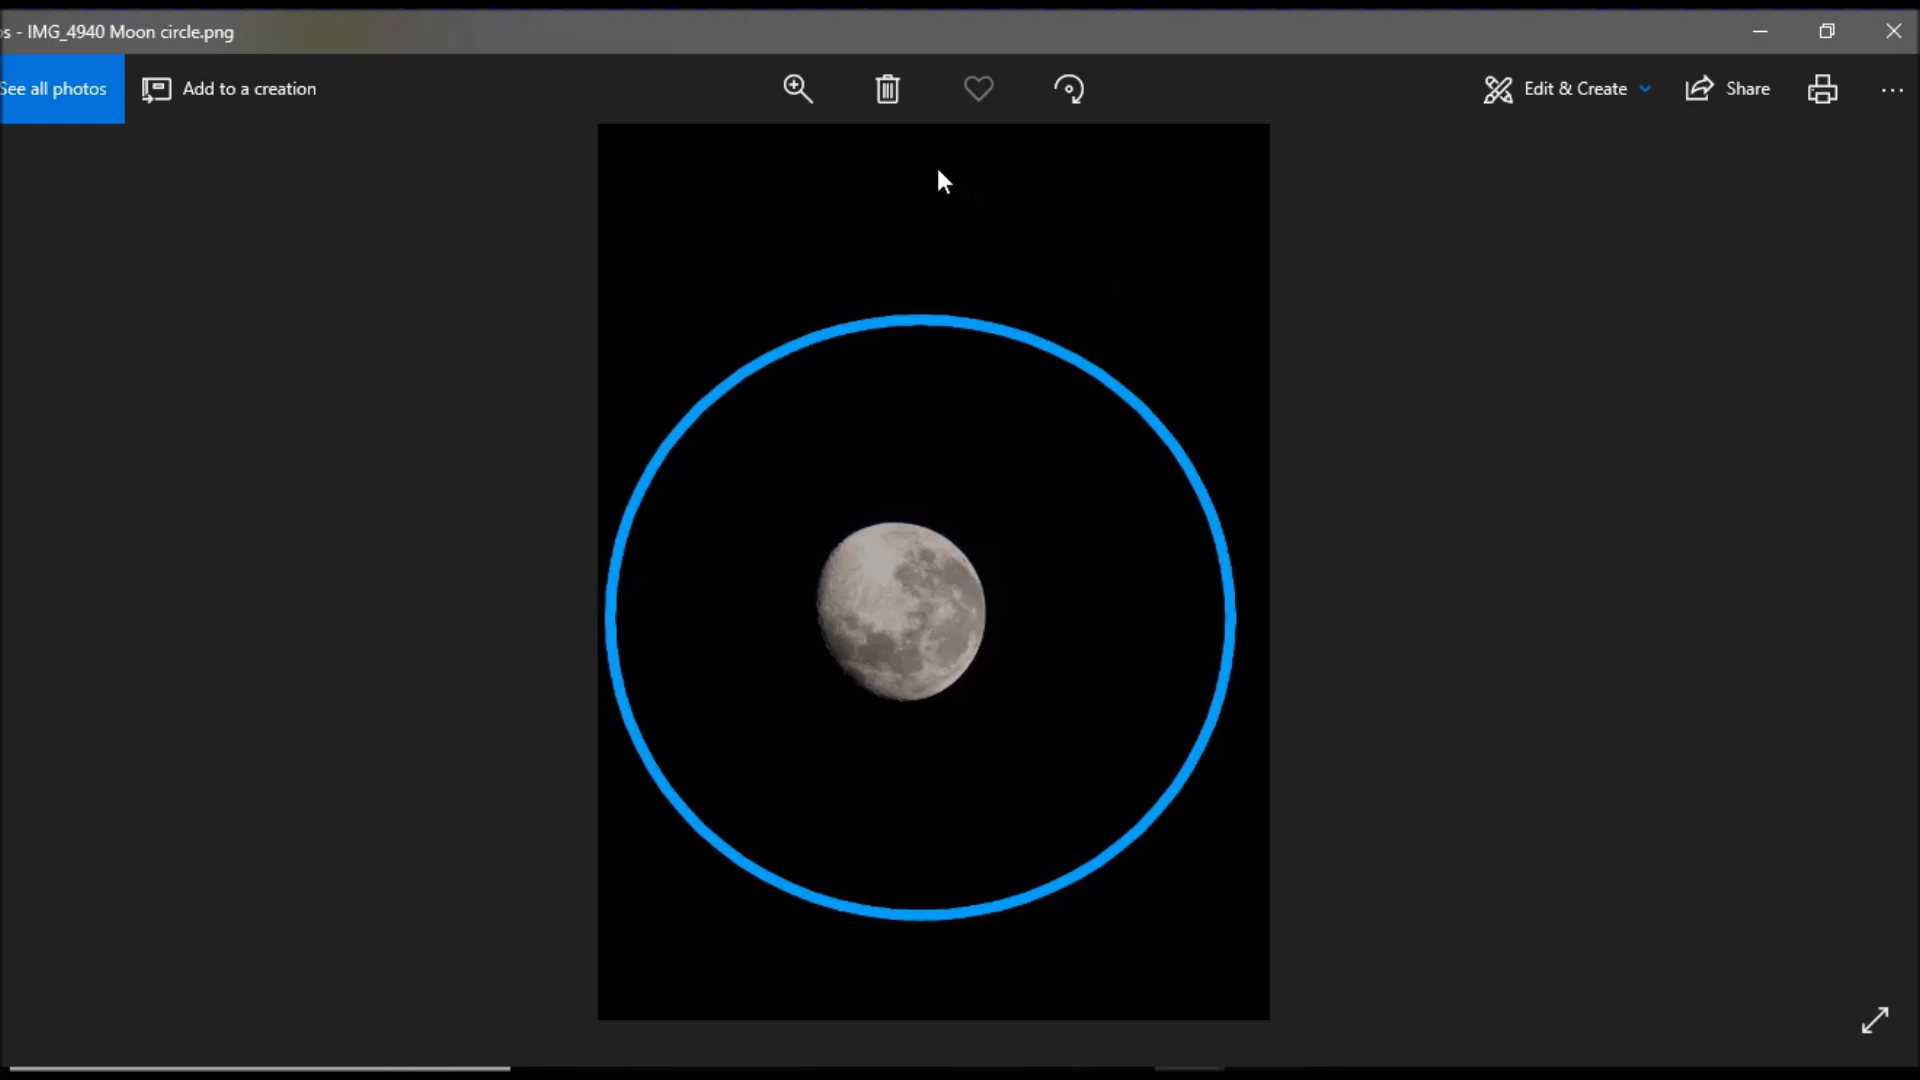 s - IMG_4940 Moon circle.png
See all photos
Add to a creation
Edit & Create
Share